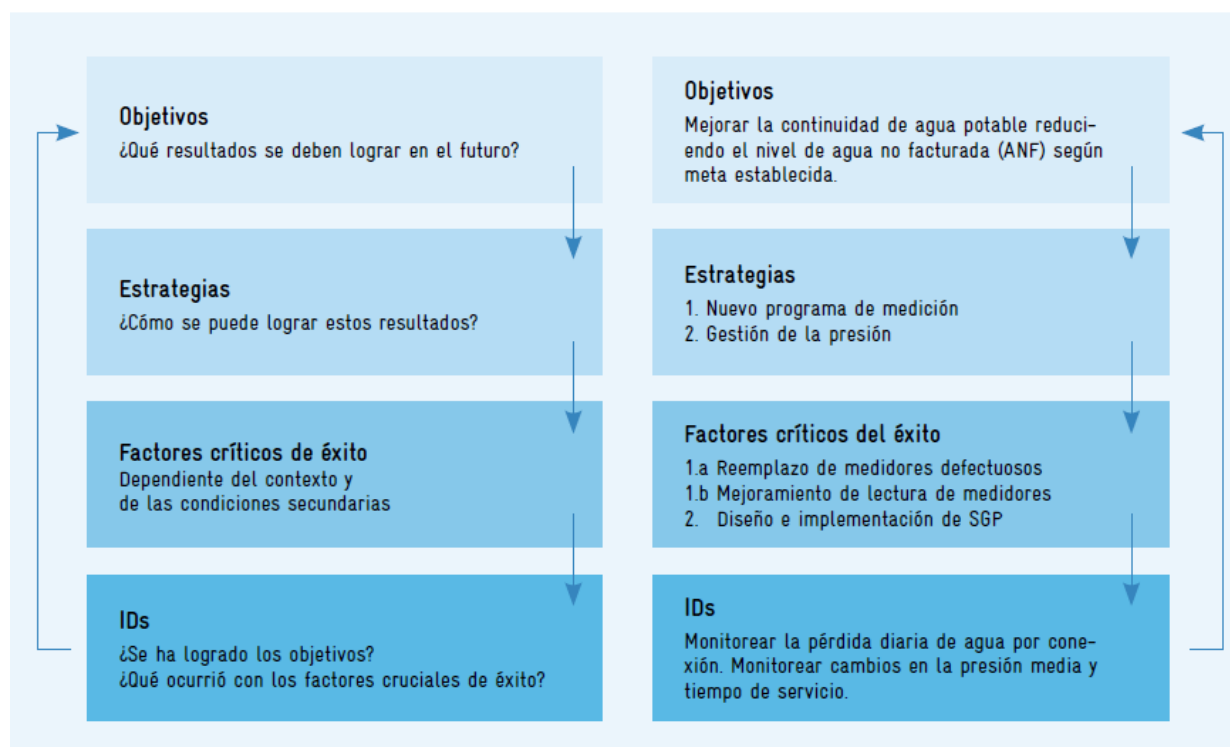 Objetivos
¿Qué resultados se deben lograr en el futuro?
Estrategias
¿Cómo se puede lograr estos resultados?
Factores críticos de éxito
Dependiente del contexto y
de las condiciones secundarias
IDs
¿Se ha logrado los objetivos?
¿Qué ocurrió con los factores cruciales de éxito?
Objetivos
Mejorar la continuidad de agua potable reduci-
endo el nivel de agua no facturada (ANF) según
meta establecida.
Estrategias
1. Nuevo programa de medición
2. Gestión de la presión
Factores críticos del éxito
1.a Reemplazo de medidores defectuosos
1.b Mejoramiento de lectura de medidores
2. Diseño e implementación de SGP
IDs
Monitorear la pérdida diaria de agua por cone-
xión. Monitorear cambios en la presión media y
tiempo de servicio.